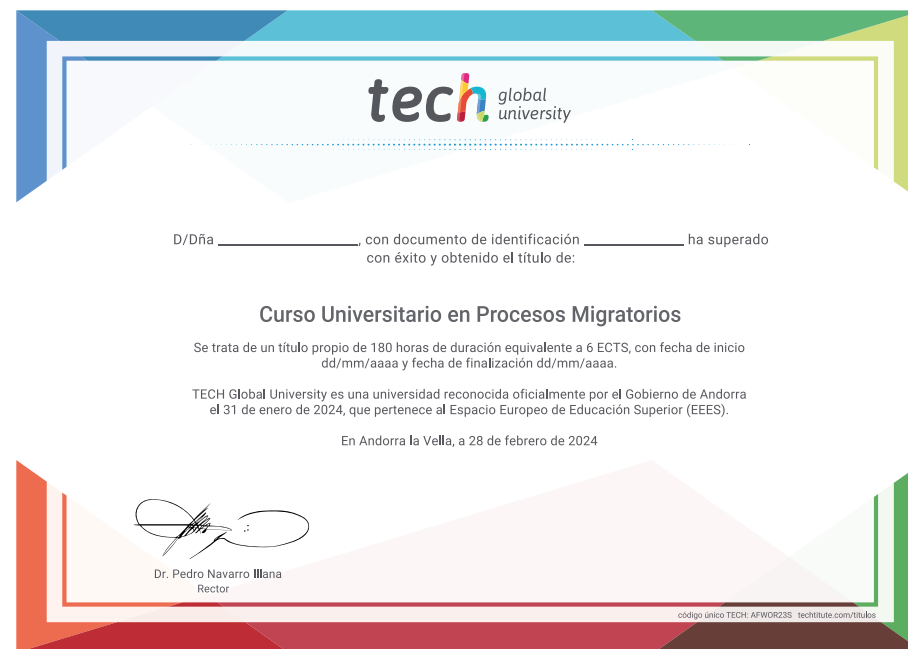 tech global university
D/Dña ____________, con documento de identificación ____________ ha superado
con éxito y obtenido el título de:
Curso Universitario en Procesos Migratorios
Se trata de un título propio de 180 horas de duración equivalente a 6 ECTS, con fecha de inicio
dd/mm/aaaa y fecha de finalización dd/mm/aaaa.
TECH Global University es una universidad reconocida oficialmente por el Gobierno de Andorra
el 31 de enero de 2024, que pertenece al Espacio Europeo de Educación Superior (EEES).
En Andorra la Vella, a 28 de febrero de 2024
Dr. Pedro Navarro Illana
Rector
código único TECH: AFWOR23S techtitute.com/titulos